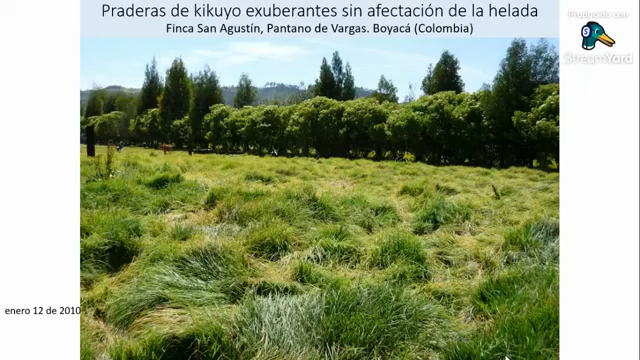 Praderas de kikuyo exuberantes sin afectación de la helada
Finca San Agustín, Pantano de Vargas. Boyacá (Colombia)
Producido con
StreamYard
enero 12 de 2010